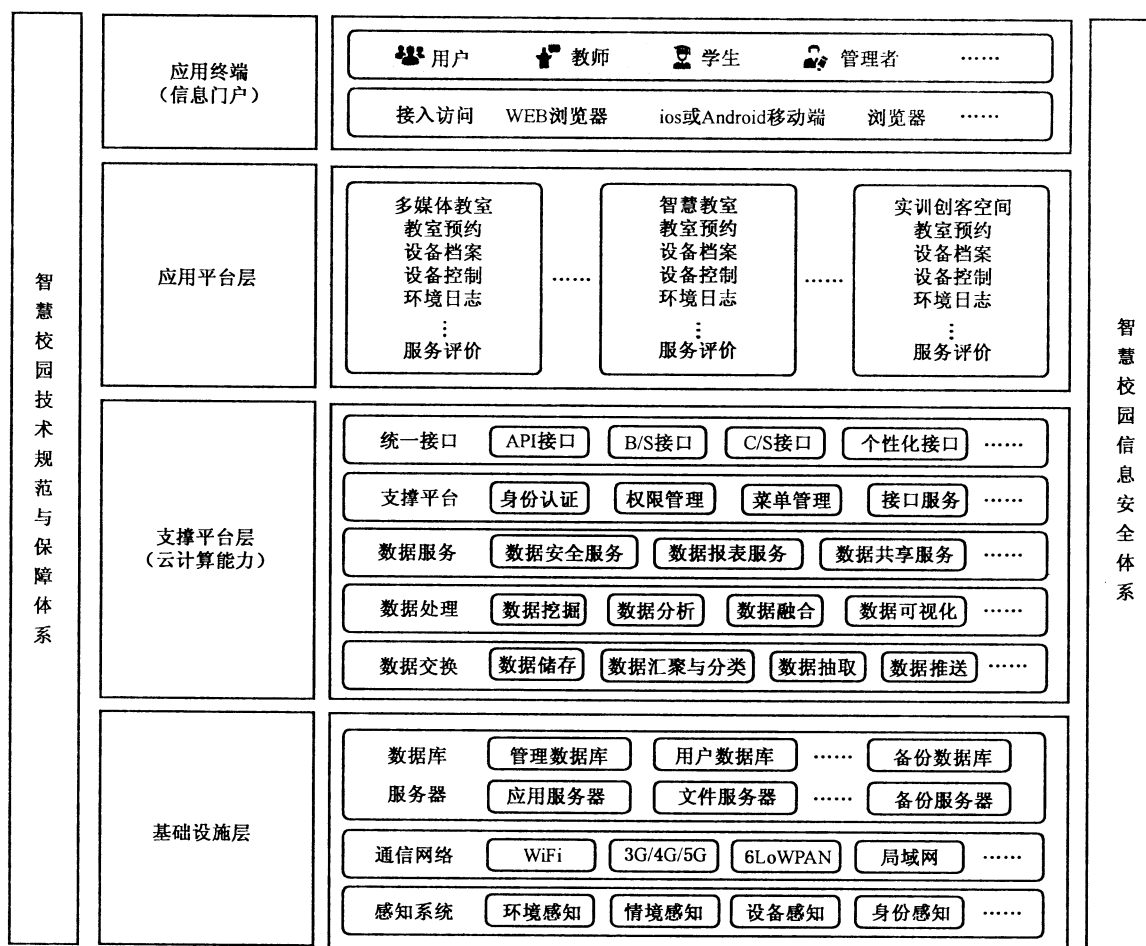 智慧校园技术规范与保障体系
应用终端
（信息门户）
用户 教师 学生 管理者 ……
接入访问 WEB浏览器 ios或Android移动端 浏览器 ……
应用平台层
多媒体教室
教室预约
设备档案
设备控制
环境日志
⋮
服务评价
……
智慧教室
教室预约
设备档案
设备控制
环境日志
⋮
服务评价
……
实训创客空间
教室预约
设备档案
设备控制
环境日志
⋮
服务评价
支撑平台层
（云计算能力）
统一接口 API接口 B/S接口 C/S接口 个性化接口 ……
支撑平台 身份认证 权限管理 菜单管理 接口服务 ……
数据服务 数据安全服务 数据报表服务 数据共享服务 ……
数据处理 数据挖掘 数据分析 数据融合 数据可视化 ……
数据交换 数据储存 数据汇聚与分类 数据抽取 数据推送 ……
基础设施层
数据库 管理数据库 用户数据库 …… 备份数据库
服务器 应用服务器 文件服务器 …… 备份服务器
通信网络 WiFi 3G/4G/5G 6LoWPAN 局域网 ……
感知系统 环境感知 情境感知 设备感知 身份感知 ……
智慧校园信息安全体系